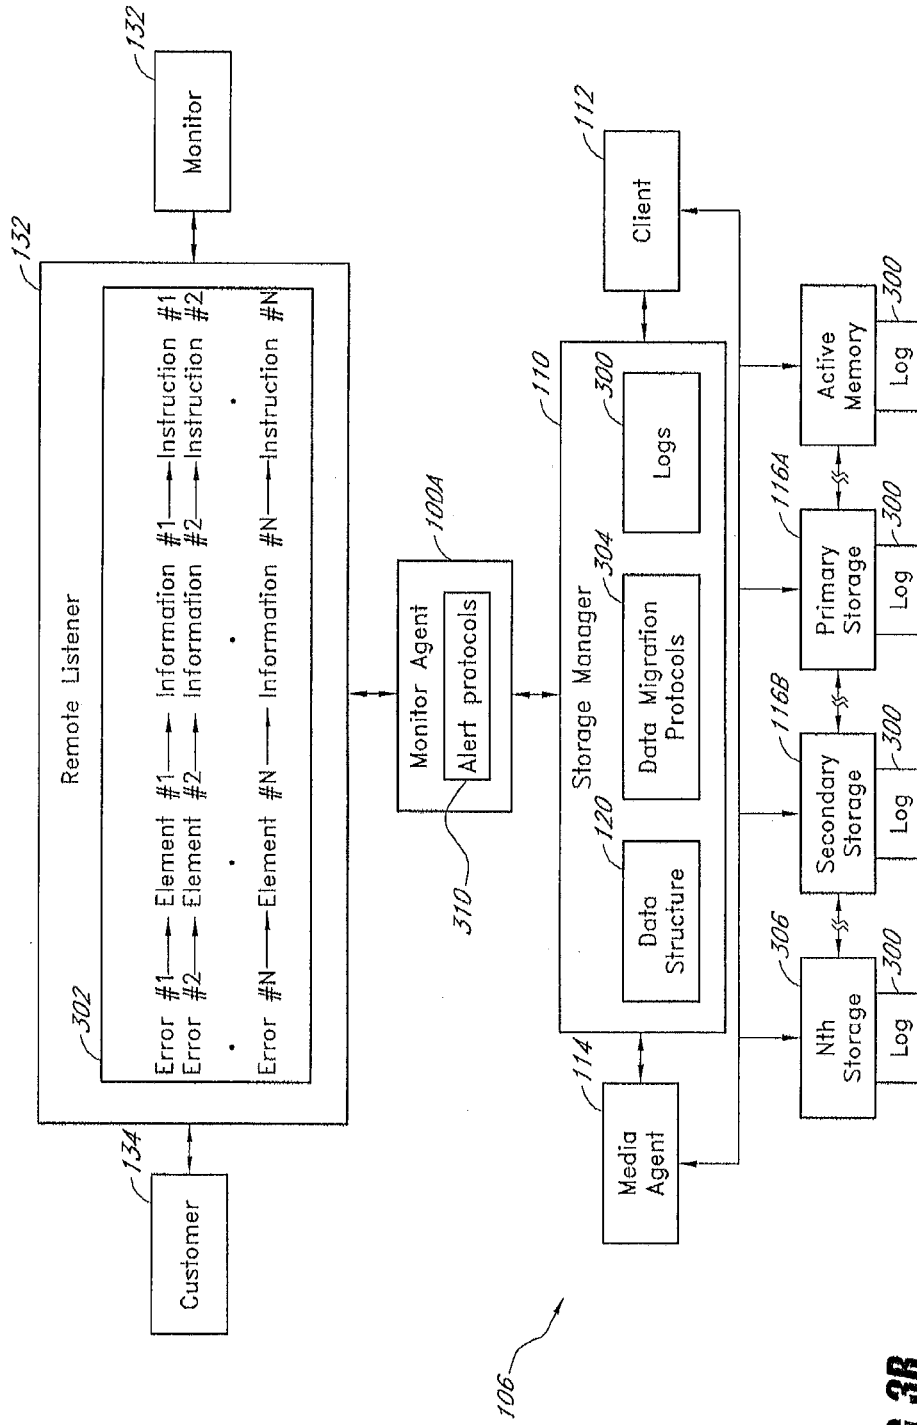 Remote Listener
132
132
302
Error #1 Element #1 Information #1 Instruction #1
Error #2 Element #2 Information #2 Instruction #2
Error #N Element #N Information #N Instruction #N
134
Customer
Monitor
Monitor Agent
100A
Alert protocols
310
Storage Manager
110
120
Data
Structure
304
Data Migration
Protocols
300
Logs
114
Media
Agent
112
Client
106
306
Nth
Storage
300
Log
116B
Secondary
Storage
300
Log
116A
Primary
Storage
300
Log
Active
Memory
300
Log
3B